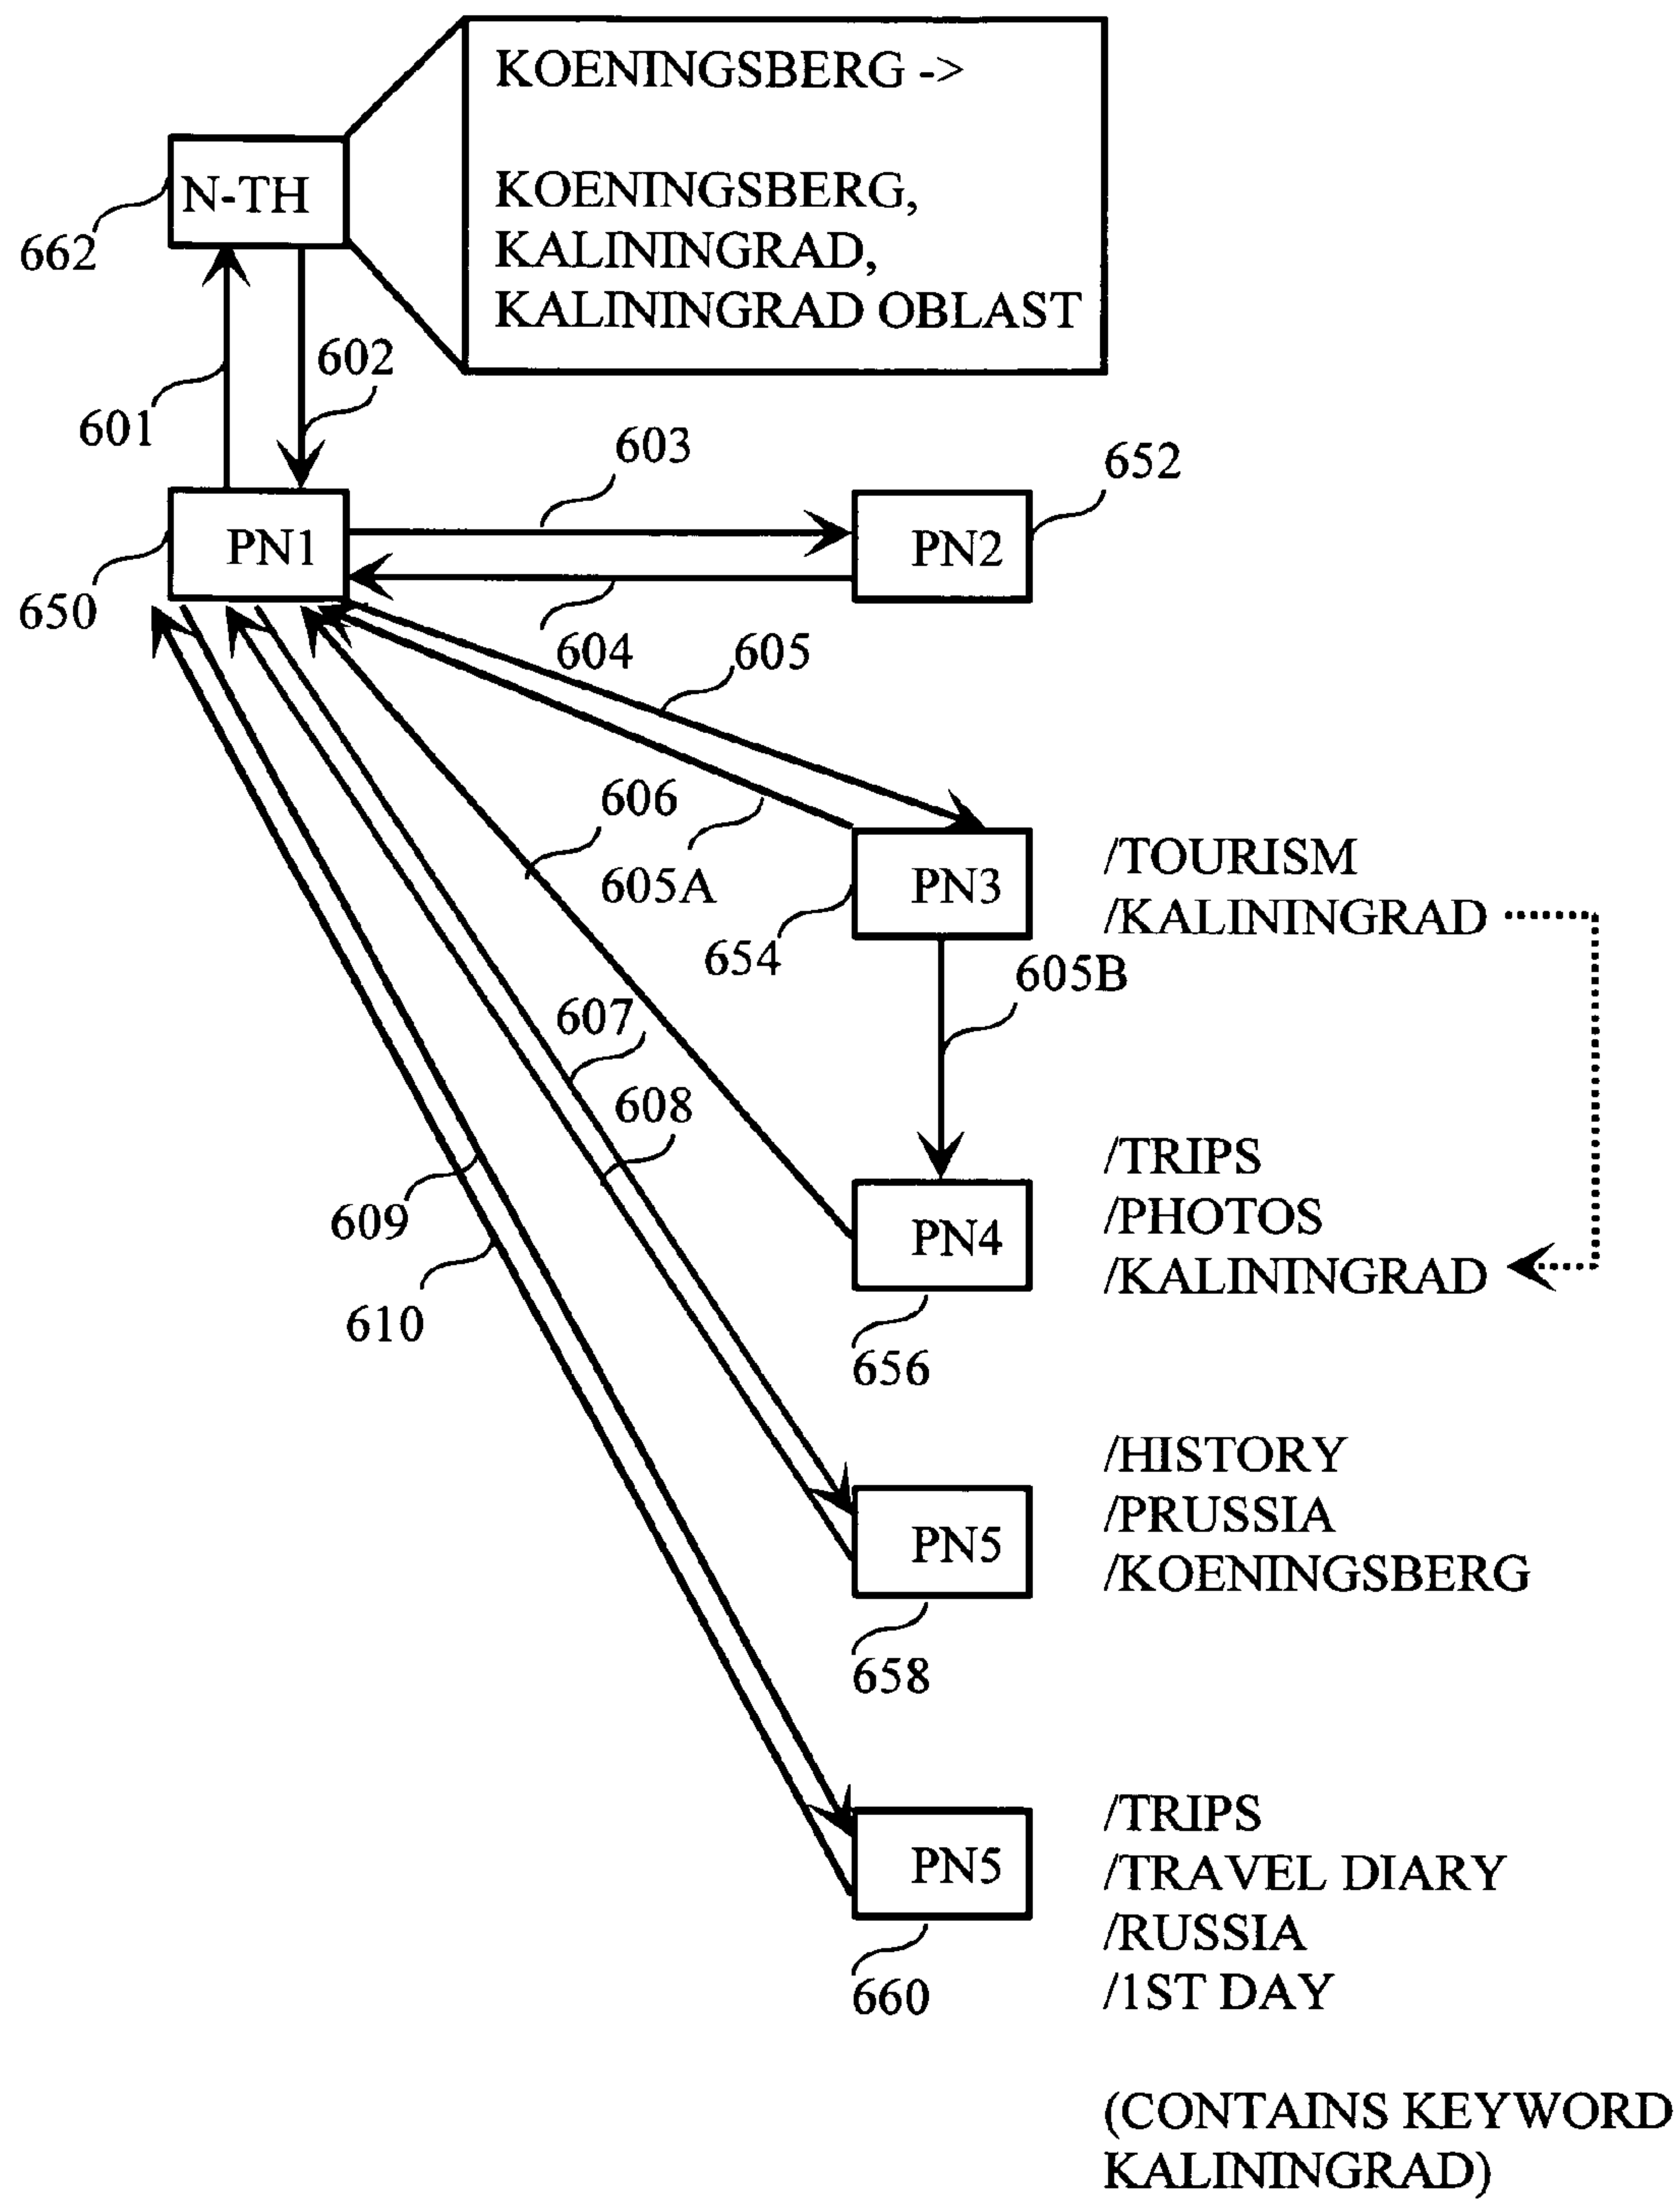 KOENINGSBERG ->
KOENINGSBERG,
KALININGRAD,
KALININGRAD OBLAST
N-TH
662
602
601
603
652
PN1
PN2
650
604
605
606
605A
PN3
/TOURISM
/KALININGRAD
654
605B
607
608
/TRIPS
/PHOTOS
/KALININGRAD
609
PN4
610
656
/HISTORY
/PRUSSIA
/KOENINGSBERG
PN5
658
/TRIPS
/TRAVEL DIARY
/RUSSIA
/1ST DAY
PN5
660
(CONTAINS KEYWORD
KALININGRAD)